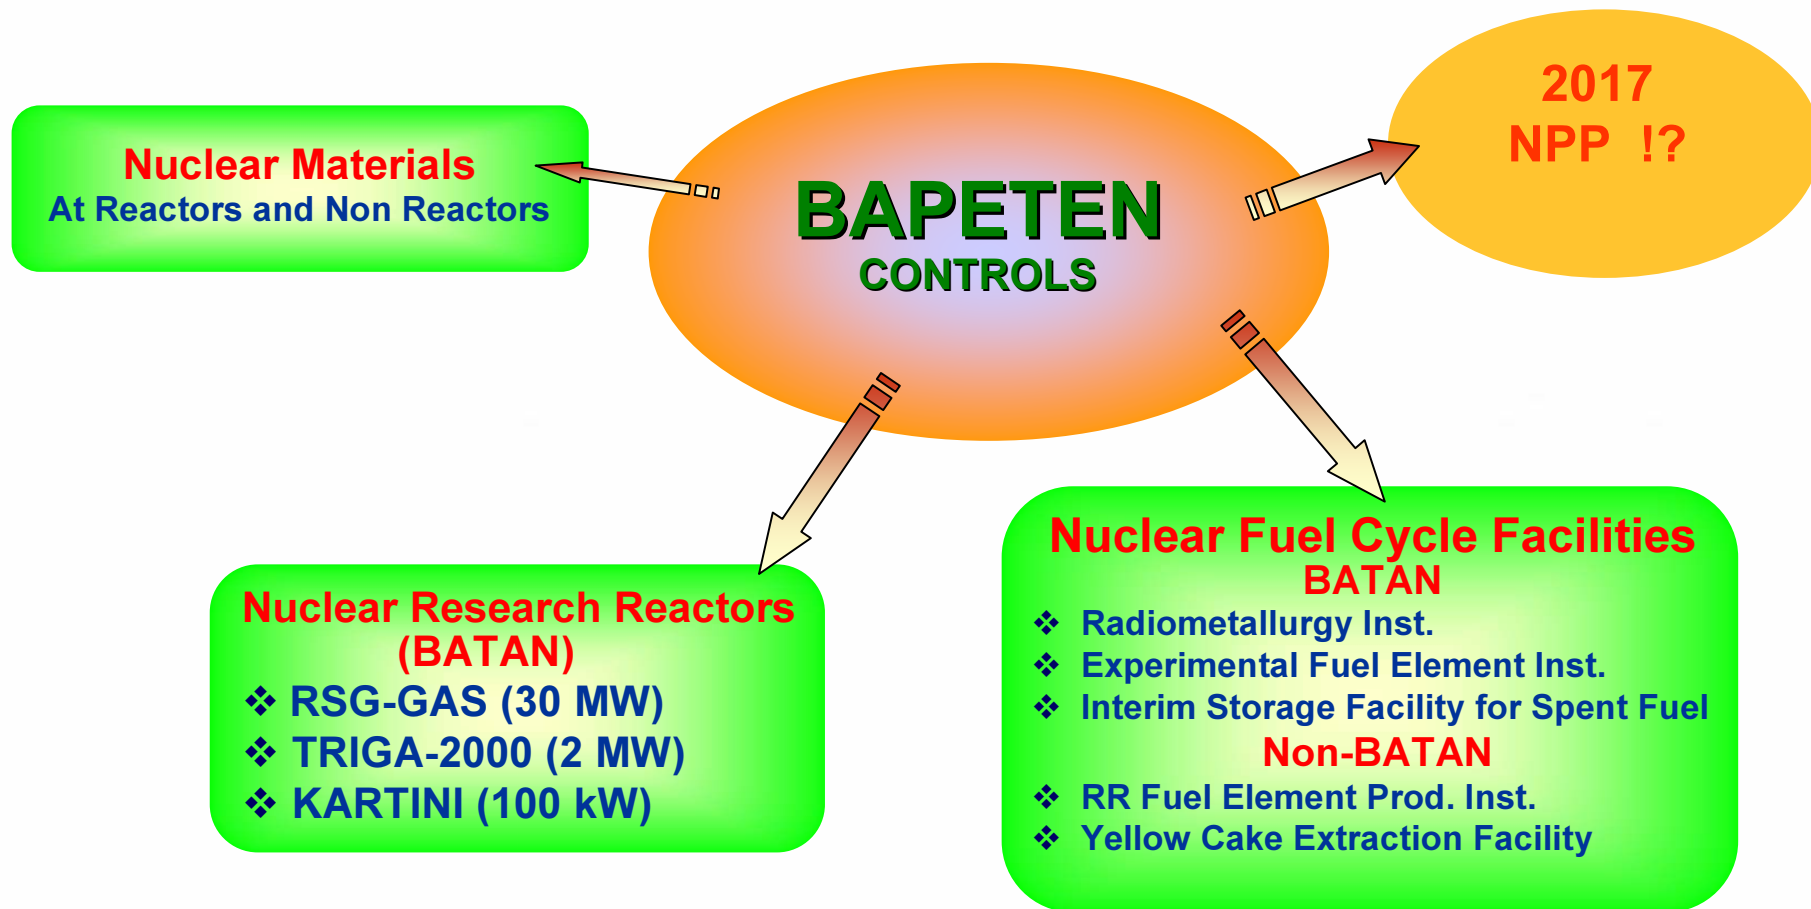 BAPETEN
CONTROLS
2017
NPP !?
Nuclear Materials
At Reactors and Non Reactors
Nuclear Research Reactors
(BATAN)
❖ RSG-GAS (30 MW)
❖ TRIGA-2000 (2 MW)
❖ KARTINI (100 kW)
Nuclear Fuel Cycle Facilities
BATAN
❖ Radiometallurgy Inst.
❖ Experimental Fuel Element Inst.
❖ Interim Storage Facility for Spent Fuel
Non-BATAN
❖ RR Fuel Element Prod. Inst.
❖ Yellow Cake Extraction Facility